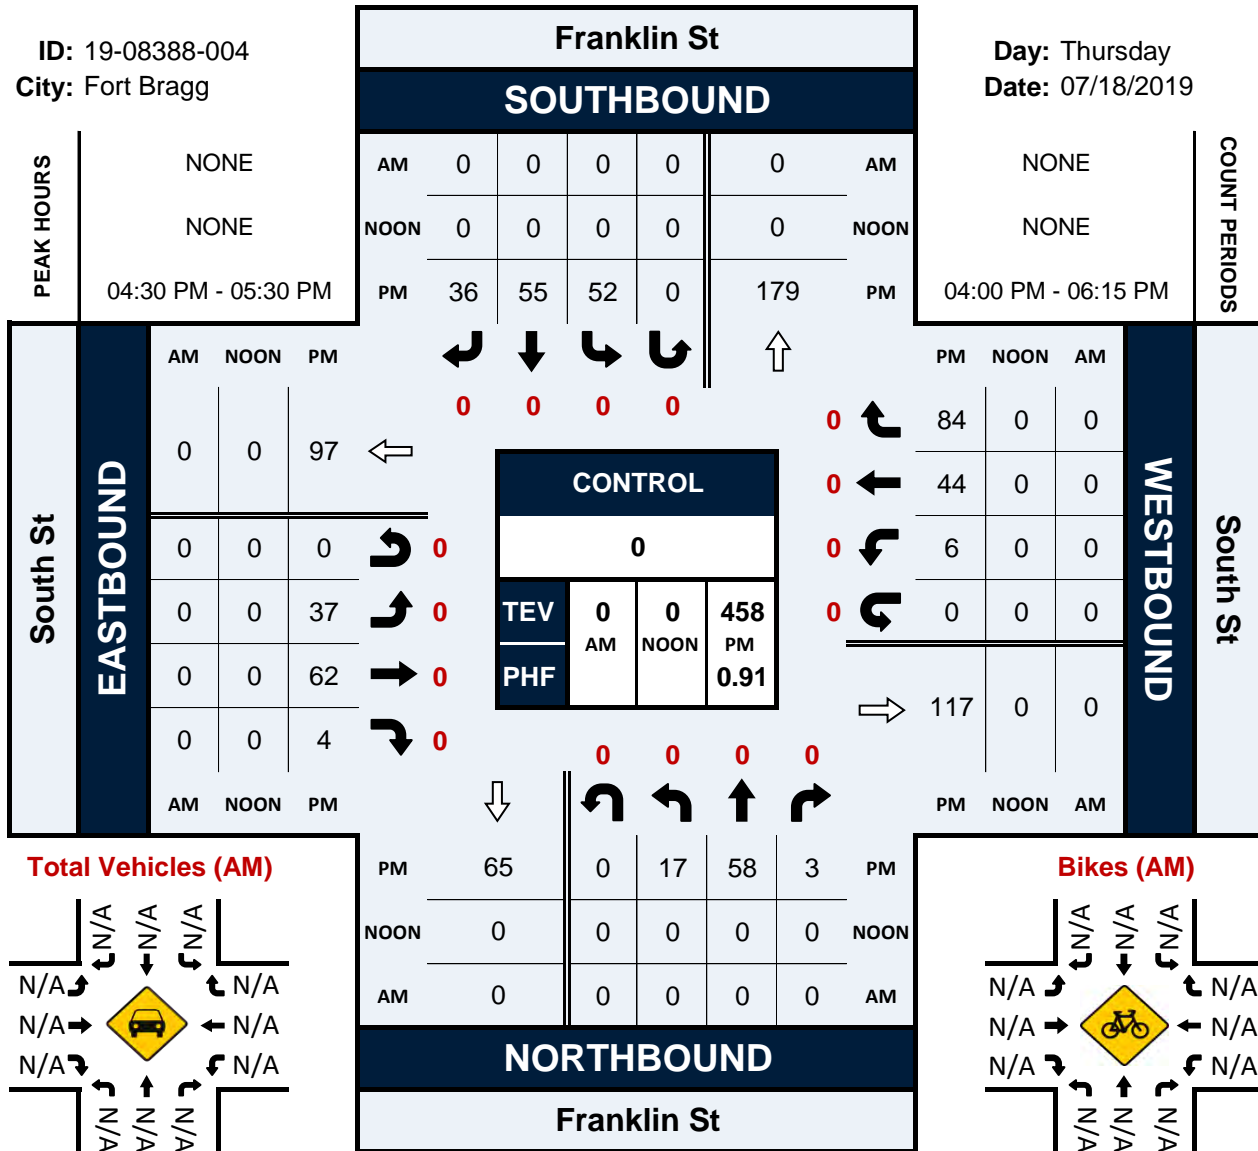 ID: 19-08388-004
City: Fort Bragg
Franklin St
SOUTHBOUND
Day: Thursday
Date: 07/18/2019
PEAK HOURS
NONE
NONE
04:30 PM - 05:30 PM
AM 0 0 0 0 0 AM
NOON 0 0 0 0 0 NOON
PM 36 55 52 0 179 PM
NONE
NONE
04:00 PM - 06:15 PM
COUNT PERIODS
0 0 0 0
South St
EASTBOUND
AM NOON PM
0 0 97
0 0 0 0
0 0 37 0
0 0 62 0
0 0 4 0
AM NOON PM
CONTROL
0
TEV 0 0 458
AM NOON PM
PHF 0.91
PM NOON AM
0 84 0 0
0 44 0 0
0 6 0 0
0 0 0 0
117 0 0
PM NOON AM
WESTBOUND
South St
0 0 0 0
PM 65 0 17 58 3 PM
NOON 0 0 0 0 0 NOON
AM 0 0 0 0 0 AM
NORTHBOUND
Franklin St
Total Vehicles (AM)
N/A N/A N/A
N/A N/A
N/A N/A
N/A N/A
N/A N/A N/A
Bikes (AM)
N/A N/A N/A
N/A N/A
N/A N/A
N/A N/A
N/A N/A N/A